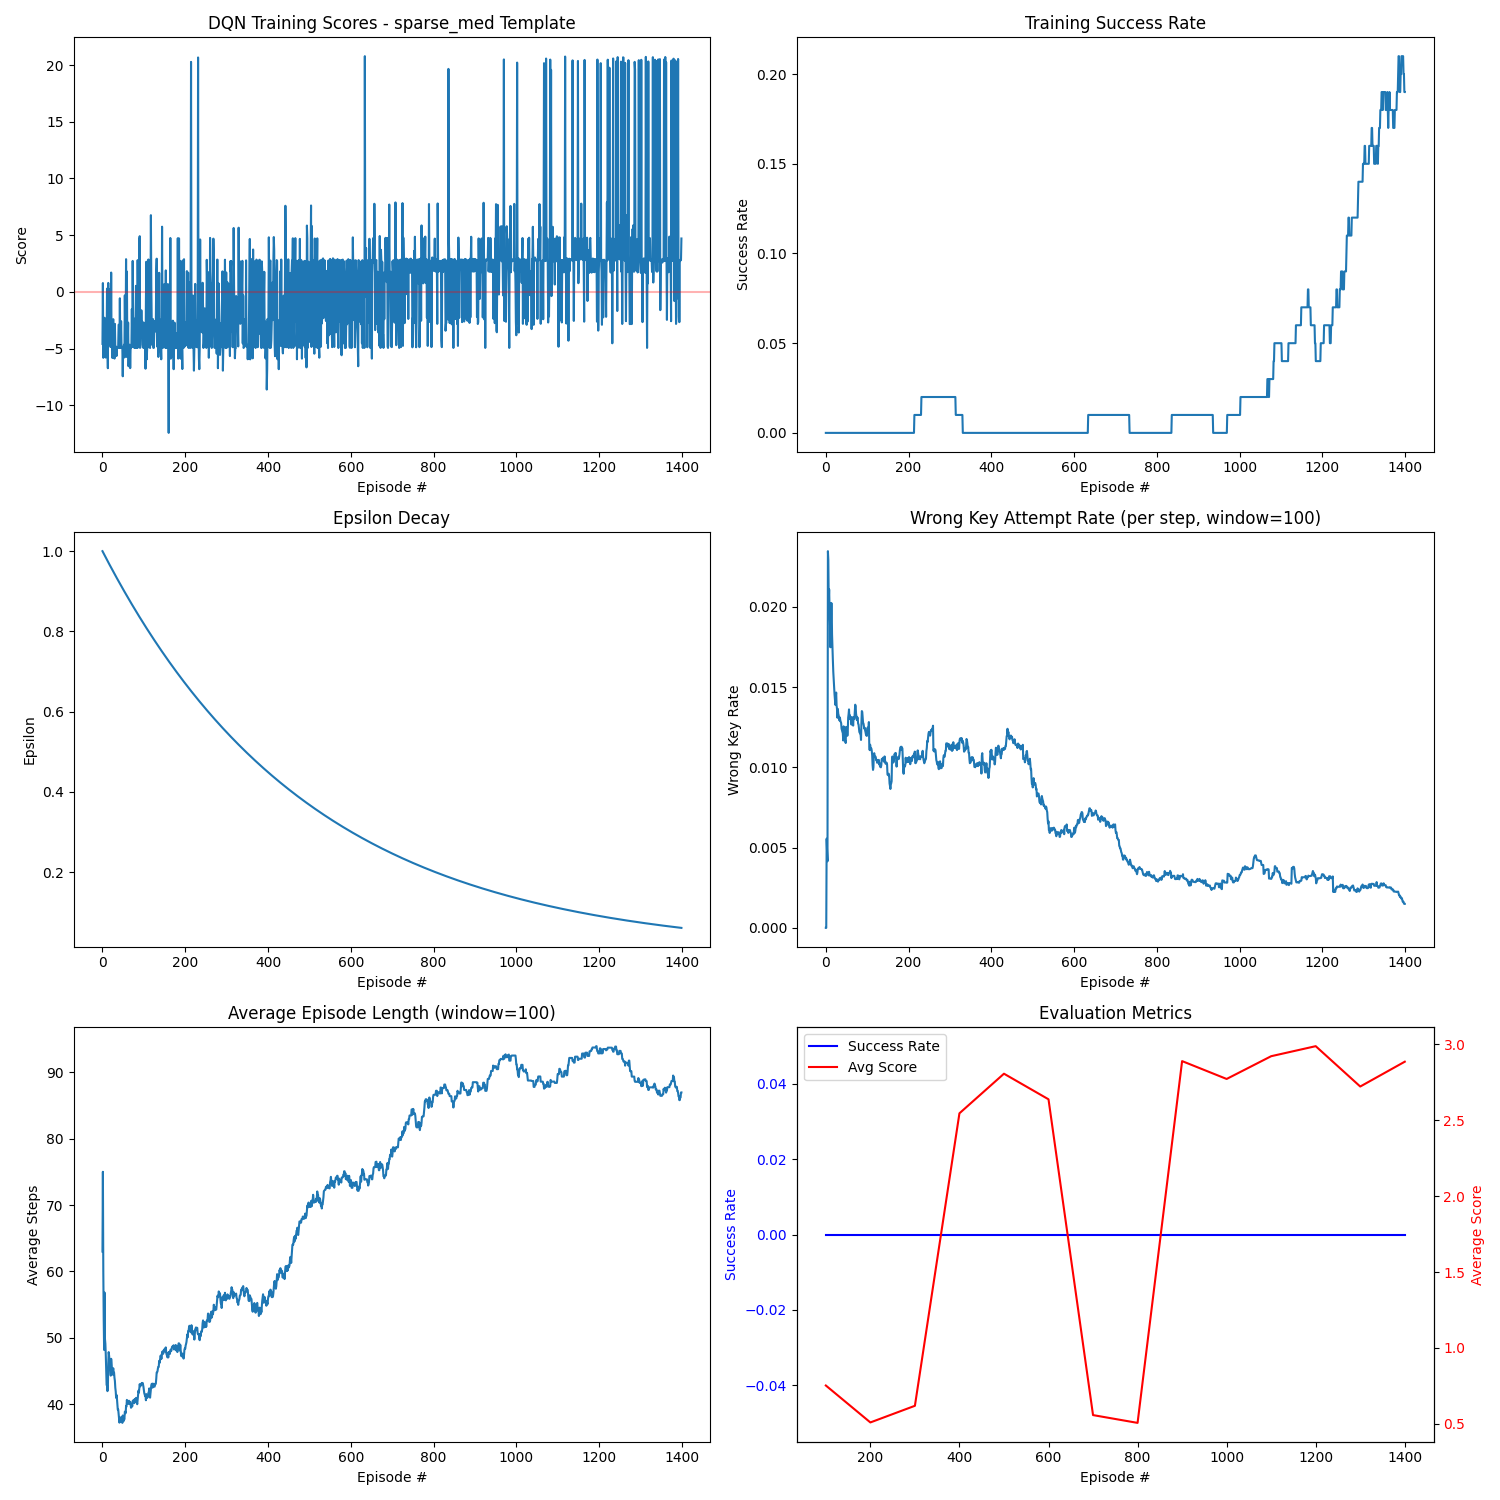 DQN Training Scores - sparse_med Template
Score
20
15
10
5
0
−5
−10
0 200 400 600 800 1000 1200 1400
Episode #
Training Success Rate
Success Rate
0.20
0.15
0.10
0.05
0.00
0 200 400 600 800 1000 1200 1400
Episode #
Epsilon Decay
Epsilon
1.0
0.8
0.6
0.4
0.2
0 200 400 600 800 1000 1200 1400
Episode #
Wrong Key Attempt Rate (per step, window=100)
Wrong Key Rate
0.020
0.015
0.010
0.005
0.000
0 200 400 600 800 1000 1200 1400
Episode #
Average Episode Length (window=100)
Average Steps
90
80
70
60
50
40
0 200 400 600 800 1000 1200 1400
Episode #
Evaluation Metrics
Success Rate
Avg Score
Success Rate
0.04
0.02
0.00
−0.02
−0.04
3.0
2.5
2.0
1.5
1.0
0.5
Average Score
200 400 600 800 1000 1200 1400
Episode #